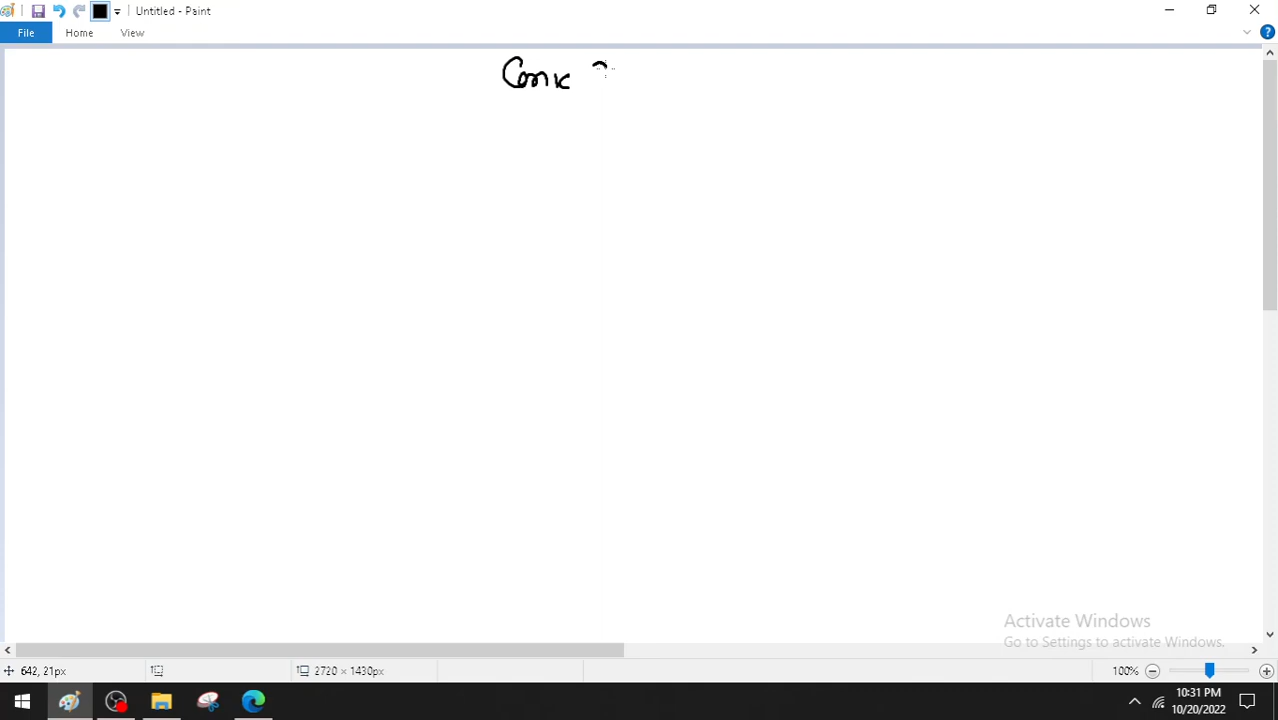 Untitled - Paint
File Home View
Conic
Activate Windows
Go to Settings to activate Windows.
642, 21px
2720 × 1430px
100%
10:31 PM
10/20/2022